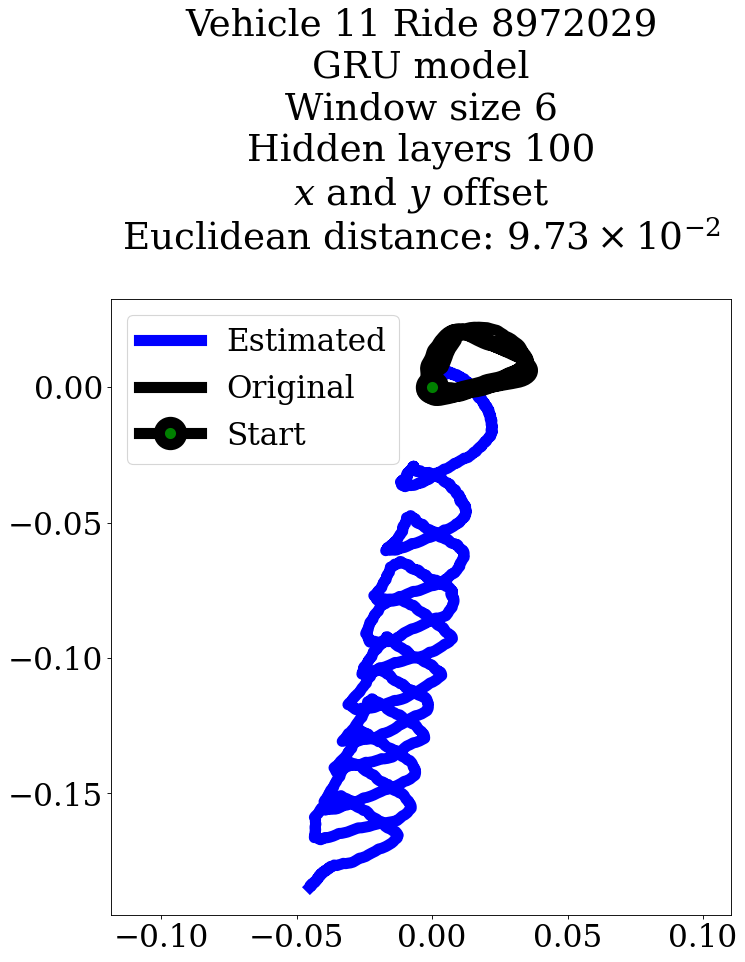 Vehicle 11 Ride 8972029
GRU model
Window size 6
Hidden layers 100
x and y offset
Euclidean distance: 9.73 × 10⁻²
Estimated
Original
Start
0.00
−0.05
−0.10
−0.15
−0.10 −0.05 0.00 0.05 0.10